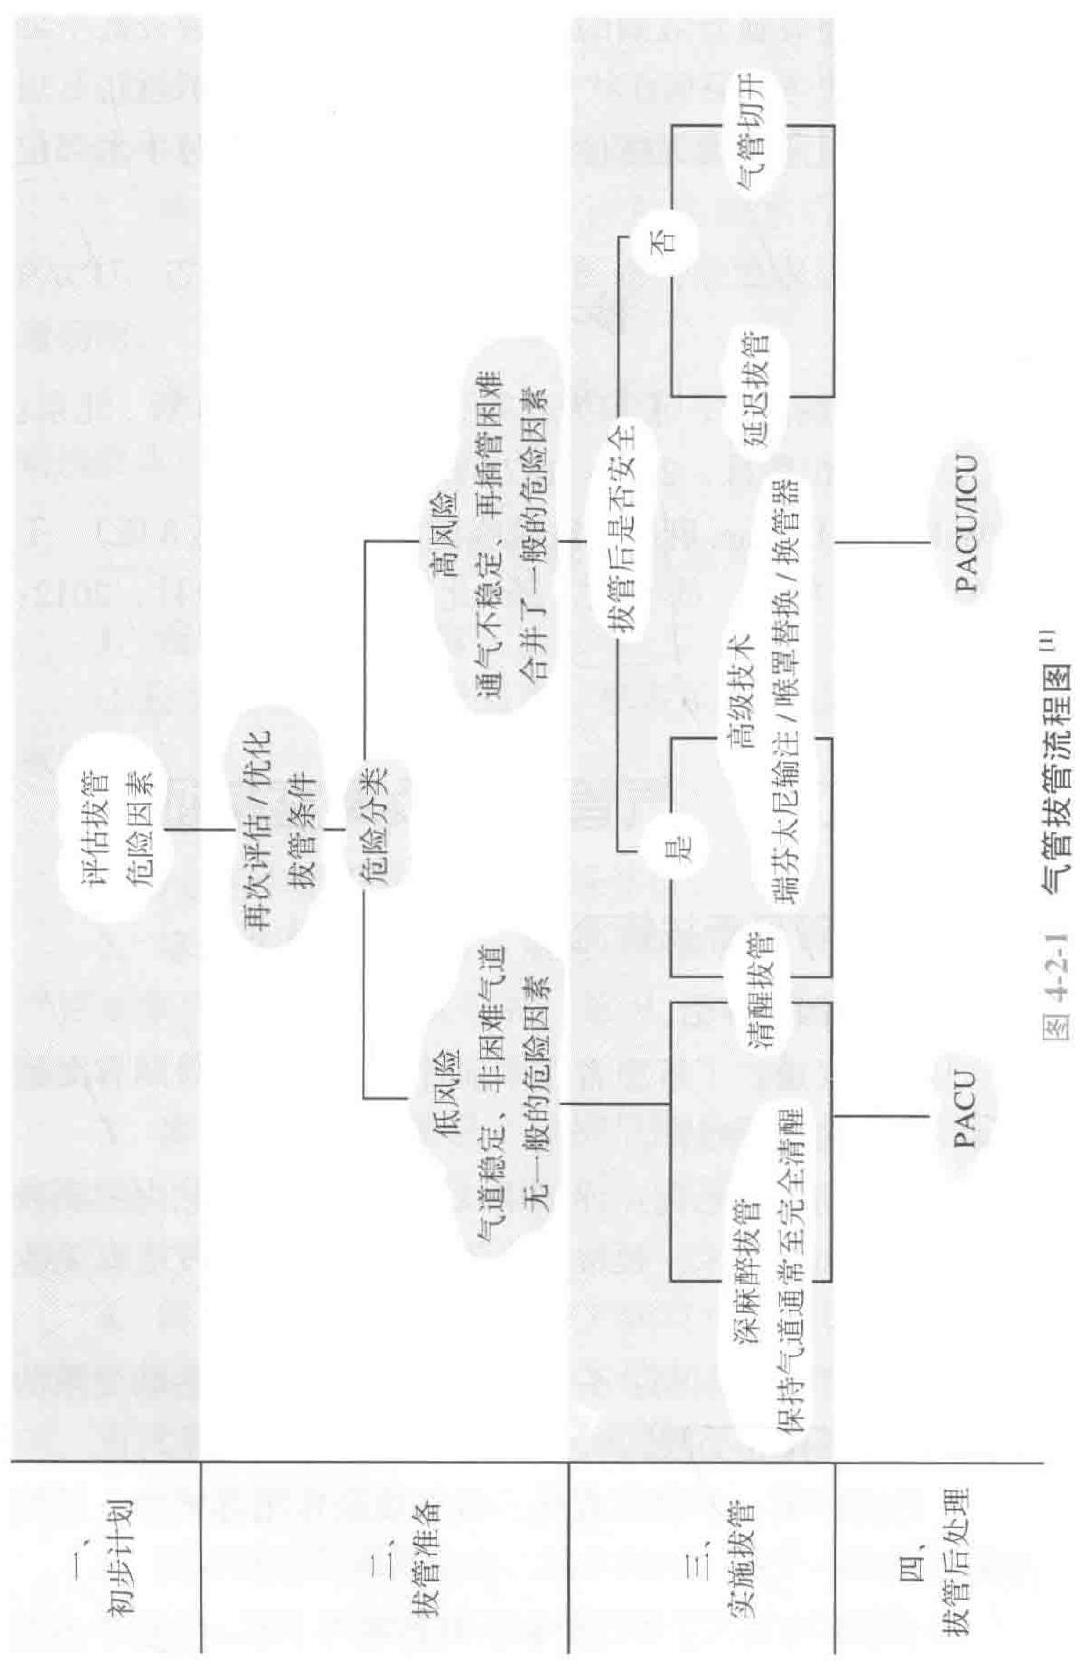 一、
初步计划
评估拔管
危险因素
二、
拔管准备
再次评估/优化
拔管条件
危险分类
低风险
气道稳定、非困难气道
无一般的危险因素
高风险
通气不稳定、再插管困难
合并了一般的危险因素
三、
实施拔管
拔管后是否安全
是
否
深麻醉拔管
保持气道通常至完全清醒
清醒拔管
高级技术
瑞芬太尼输注/喉罩替换/换管器
延迟拔管
气管切开
四、
拔管后处理
PACU
PACU/ICU
图 4-2-1 气管拔管流程图[1]